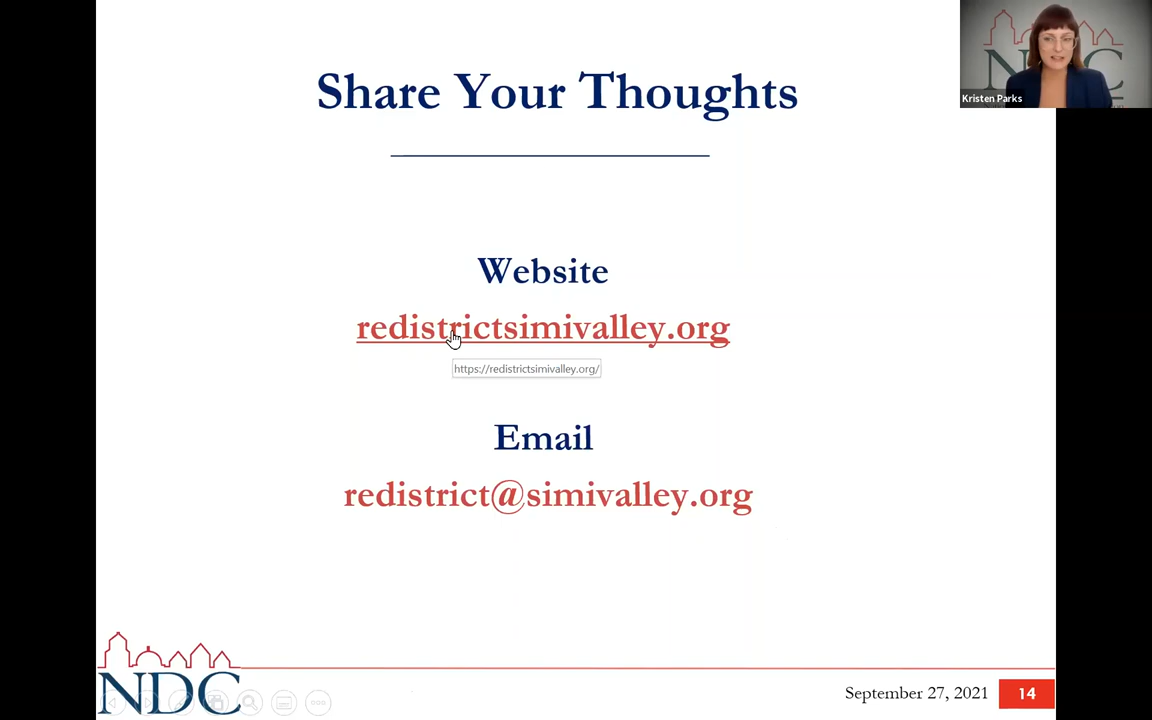 Share Your Thoughts
Website
redistrictsimivalley.org
https://redistrictsimivalley.org/
Email
redistrict@simivalley.org
NDC
September 27, 2021
14
NDC
Kristen Parks